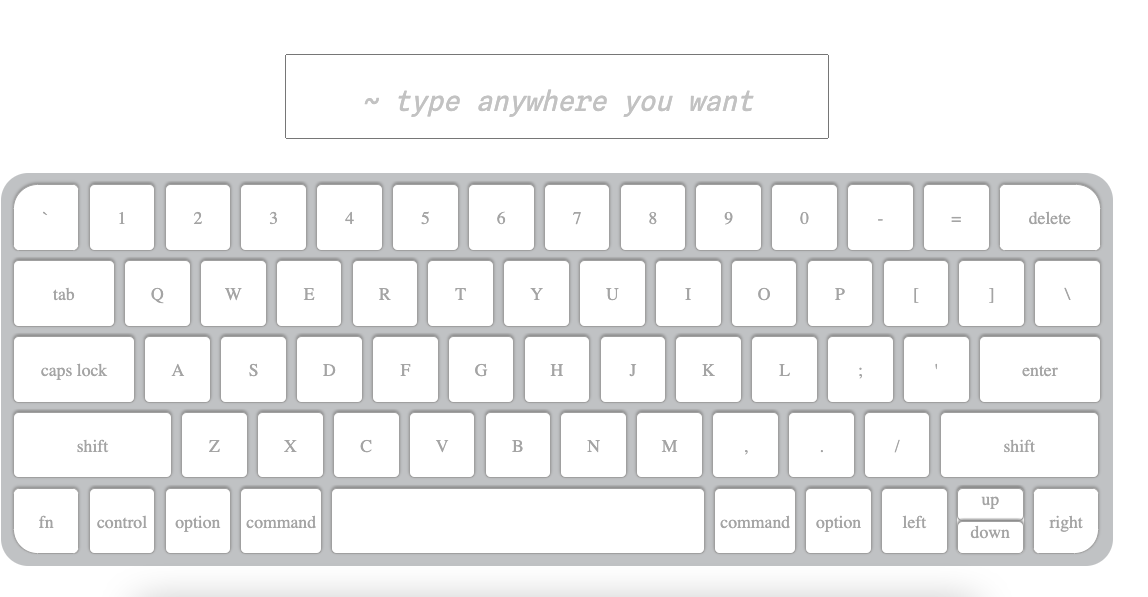 ~ type anywhere you want
` 1 2 3 4 5 6 7 8 9 0 - = delete
tab Q W E R T Y U I O P [ ] \
caps lock A S D F G H J K L ; ' enter
shift Z X C V B N M , . / shift
fn control option command command option left up right
down